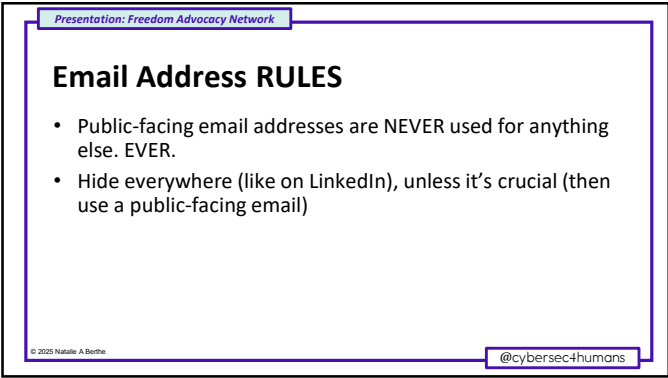 Presentation: Freedom Advocacy Network
Email Address RULES
• Public-facing email addresses are NEVER used for anything
else. EVER.
• Hide everywhere (like on LinkedIn), unless it’s crucial (then
use a public-facing email)
© 2025 Natalie A Berthe
@cybersec4humans